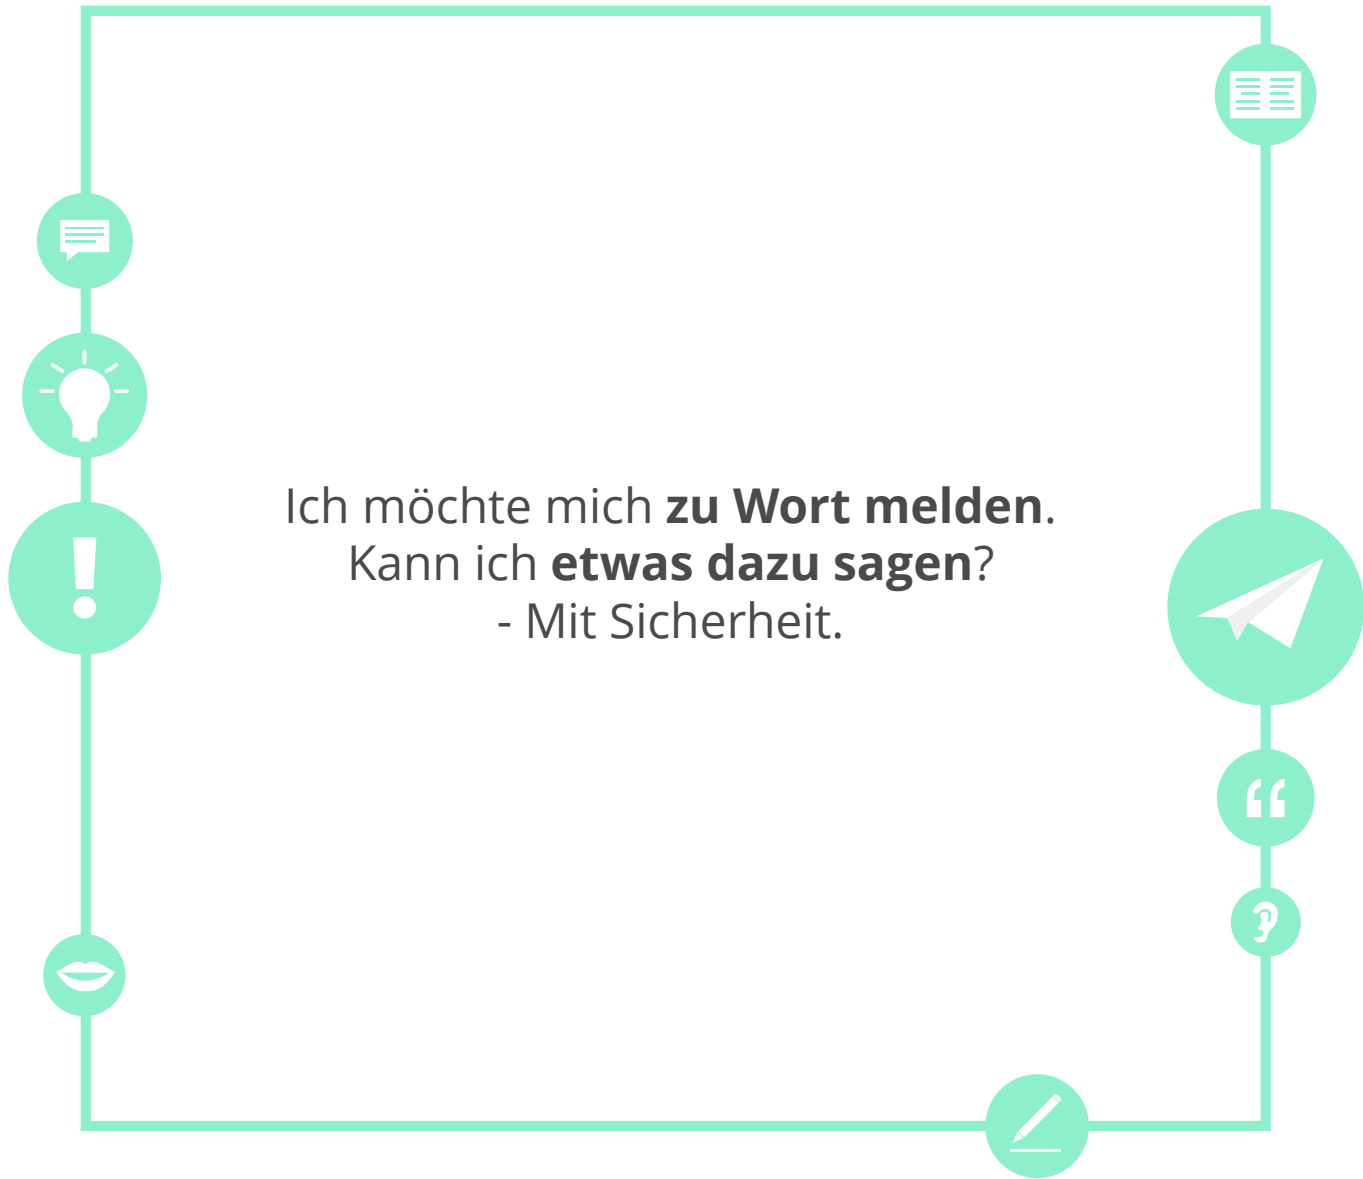 Ich möchte mich zu Wort melden.
Kann ich etwas dazu sagen?
- Mit Sicherheit.